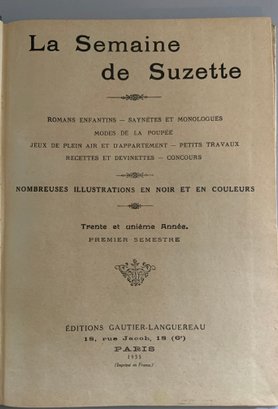 La Semaine
de Suzette
ROMANS ENFANTINS — SAYNÈTES ET MONOLOGUES
MODES DE LA POUPÉE
JEUX DE PLEIN AIR ET D'APPARTEMENT — PETITS TRAVAUX
RECETTES ET DEVINETTES — CONCOURS
NOMBREUSES ILLUSTRATIONS EN NOIR ET EN COULEURS
Trente et unième Année.
PREMIER SEMESTRE
ÉDITIONS GAUTIER-LANGUEREAU
18, rue Jacob, 18 (6ᵉ)
PARIS
1935
(Imprimé en France.)